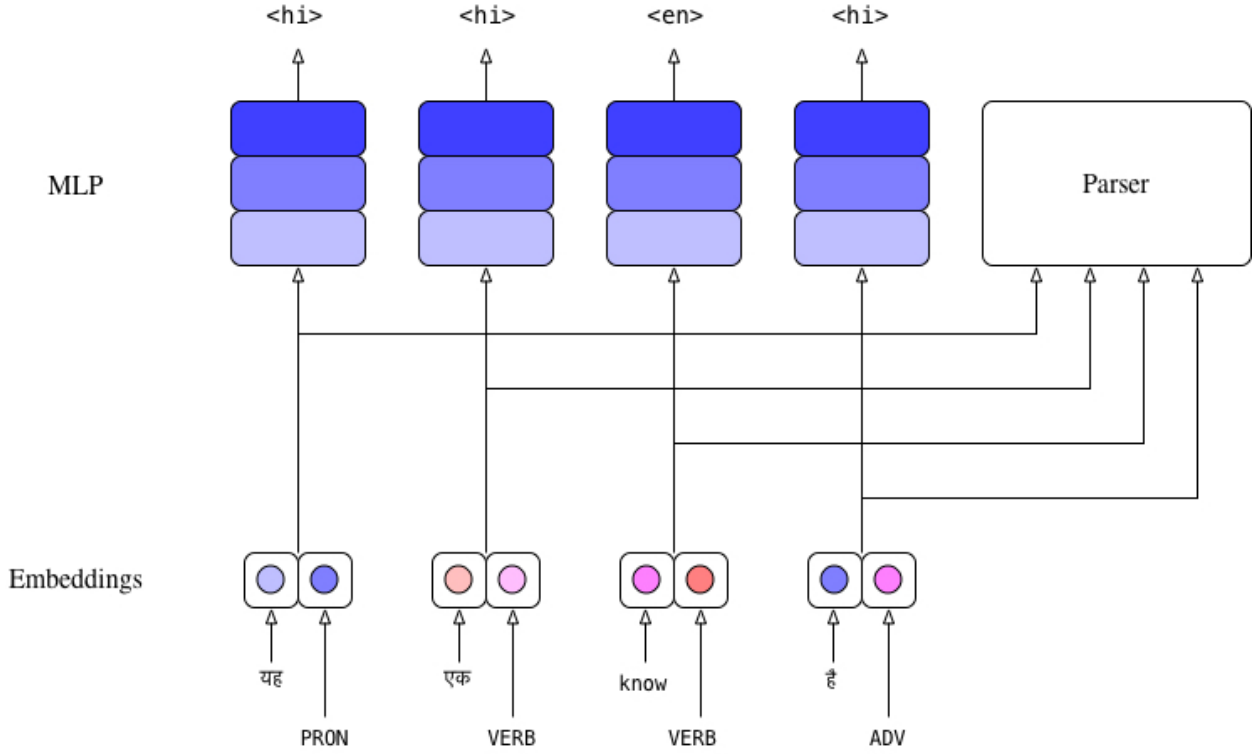 <hi> <hi> <en> <hi>
MLP
Parser
Embeddings
यह एक know है
PRON VERB VERB ADV